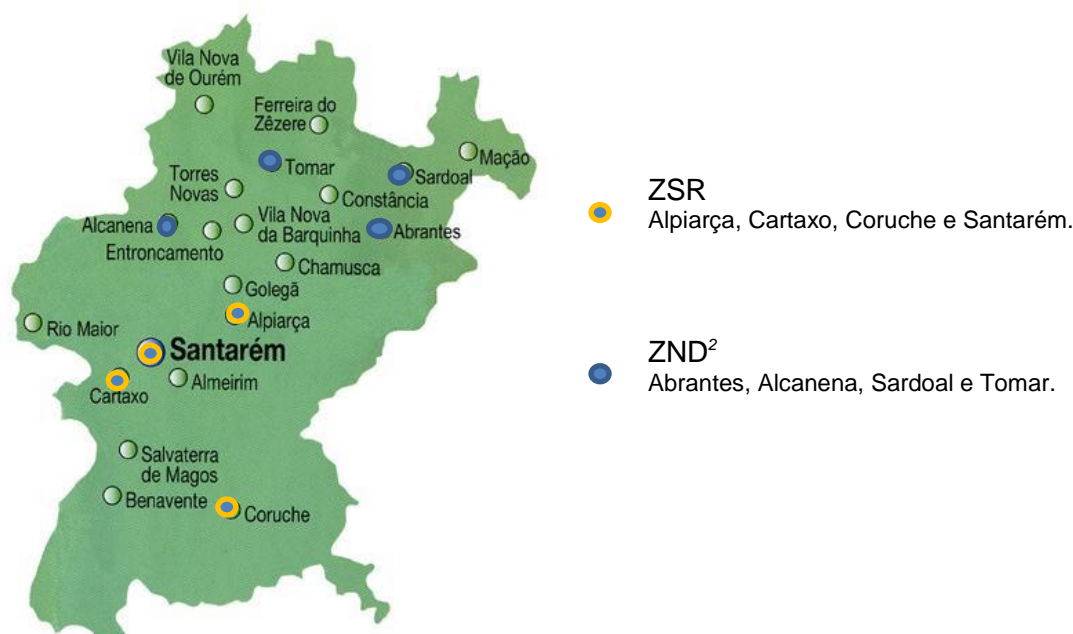 Vila Nova
de Ourém
Ferreira do
Zêzere
Mação
Tomar
Sardoal
Torres
Novas
Constância
Alcanena
Vila Nova
da Barquinha
Abrantes
Entroncamento
Chamusca
Golegã
Alpiarça
Rio Maior
Santarém
Almeirim
Cartaxo
Salvaterra
de Magos
Benavente
Coruche
ZSR
Alpiarça, Cartaxo, Coruche e Santarém.
ZND²
Abrantes, Alcanena, Sardoal e Tomar.